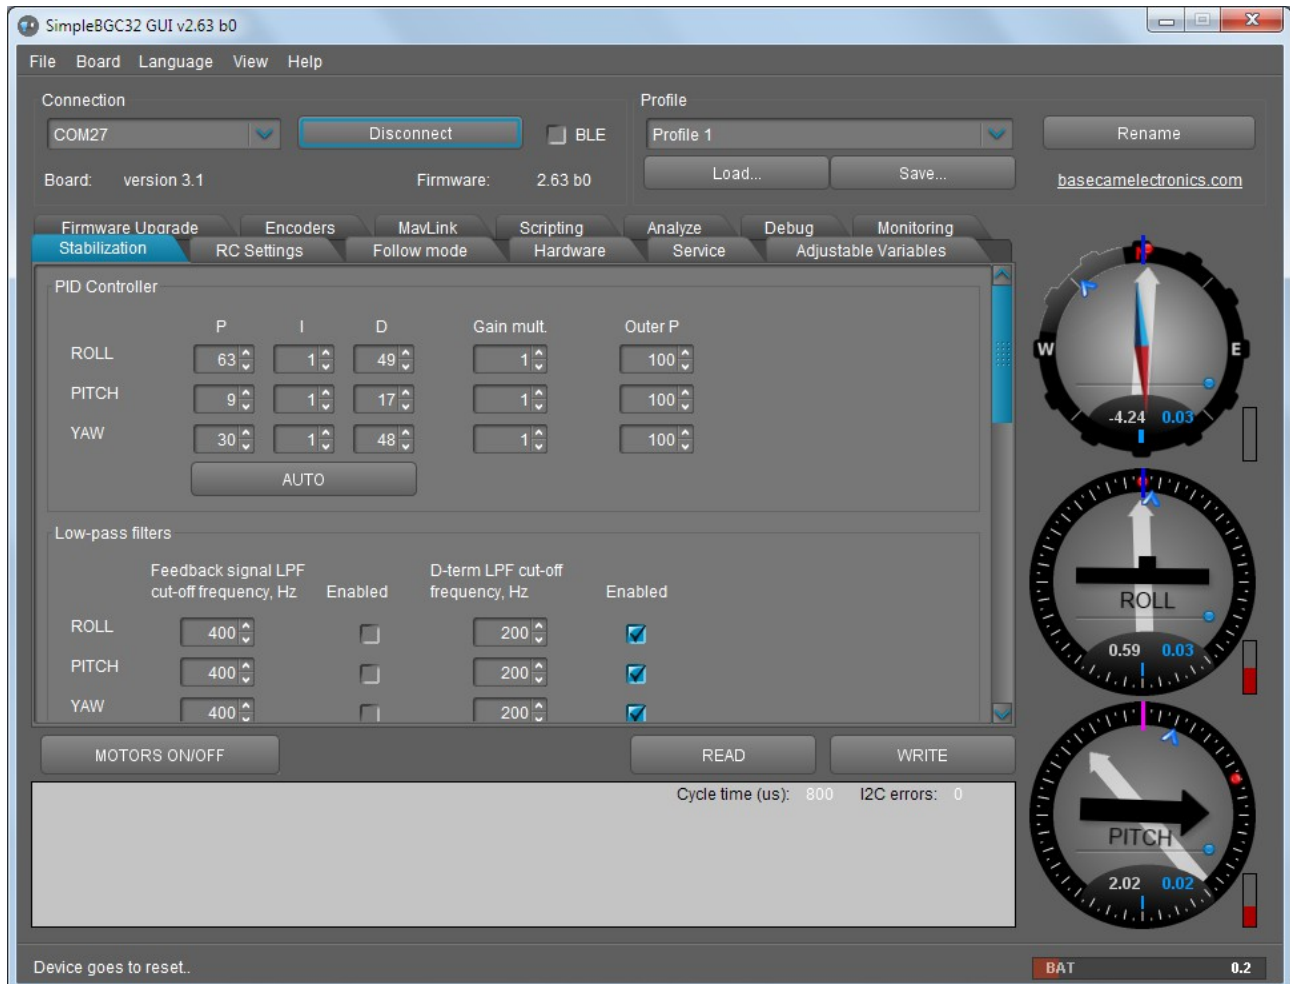 SimpleBGC32 GUI v2.63 b0
File Board Language View Help
Connection
COM27 Disconnect BLE
Board: version 3.1 Firmware: 2.63 b0
Profile
Profile 1 Rename
Load... Save... basecamelectronics.com
Firmware Upgrade Encoders MavLink Scripting Analyze Debug Monitoring
Stabilization RC Settings Follow mode Hardware Service Adjustable Variables
PID Controller
P I D Gain mult. Outer P
ROLL 63 1 49 1 100
PITCH 9 1 17 1 100
YAW 30 1 48 1 100
AUTO
Low-pass filters
Feedback signal LPF D-term LPF cut-off
cut-off frequency, Hz Enabled frequency, Hz Enabled
ROLL 400 200
PITCH 400 200
YAW 400 200
MOTORS ON/OFF READ WRITE
Cycle time (us): 800 I2C errors: 0
W E
-4.24 0.03
ROLL
0.59 0.03
PITCH
2.02 0.02
Device goes to reset.. BAT 0.2